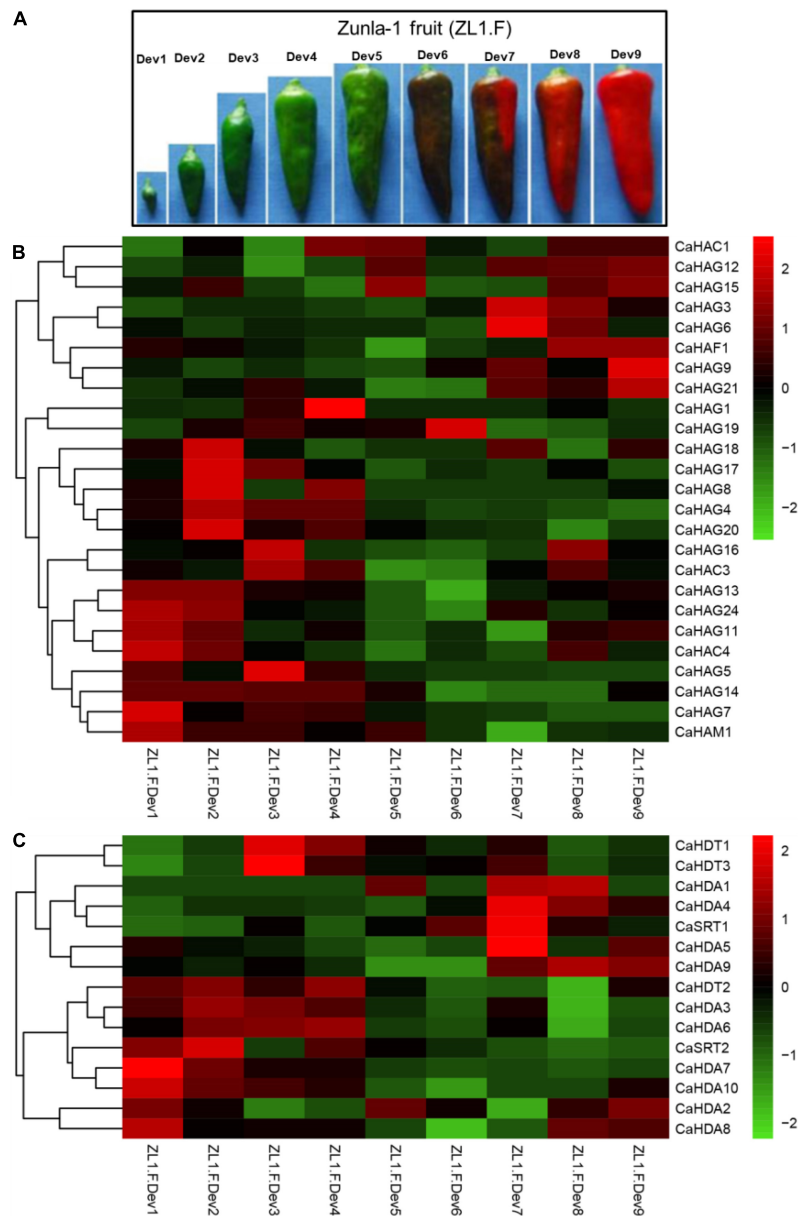 A
Zunla-1 fruit (ZL1.F)
Dev1 Dev2 Dev3 Dev4 Dev5 Dev6 Dev7 Dev8 Dev9
B
CaHAC1
CaHAG12
CaHAG15
CaHAG3
CaHAG6
CaHAF1
CaHAG9
CaHAG21
CaHAG1
CaHAG19
CaHAG18
CaHAG17
CaHAG8
CaHAG4
CaHAG20
CaHAG16
CaHAC3
CaHAG13
CaHAG24
CaHAG11
CaHAC4
CaHAG5
CaHAG14
CaHAG7
CaHAM1
2
1
0
−1
−2
ZL1.F.Dev1
ZL1.F.Dev2
ZL1.F.Dev3
ZL1.F.Dev4
ZL1.F.Dev5
ZL1.F.Dev6
ZL1.F.Dev7
ZL1.F.Dev8
ZL1.F.Dev9
C
CaHDT1
CaHDT3
CaHDA1
CaHDA4
CaSRT1
CaHDA5
CaHDA9
CaHDT2
CaHDA3
CaHDA6
CaSRT2
CaHDA7
CaHDA10
CaHDA2
CaHDA8
2
1
0
−1
−2
ZL1.F.Dev1
ZL1.F.Dev2
ZL1.F.Dev3
ZL1.F.Dev4
ZL1.F.Dev5
ZL1.F.Dev6
ZL1.F.Dev7
ZL1.F.Dev8
ZL1.F.Dev9